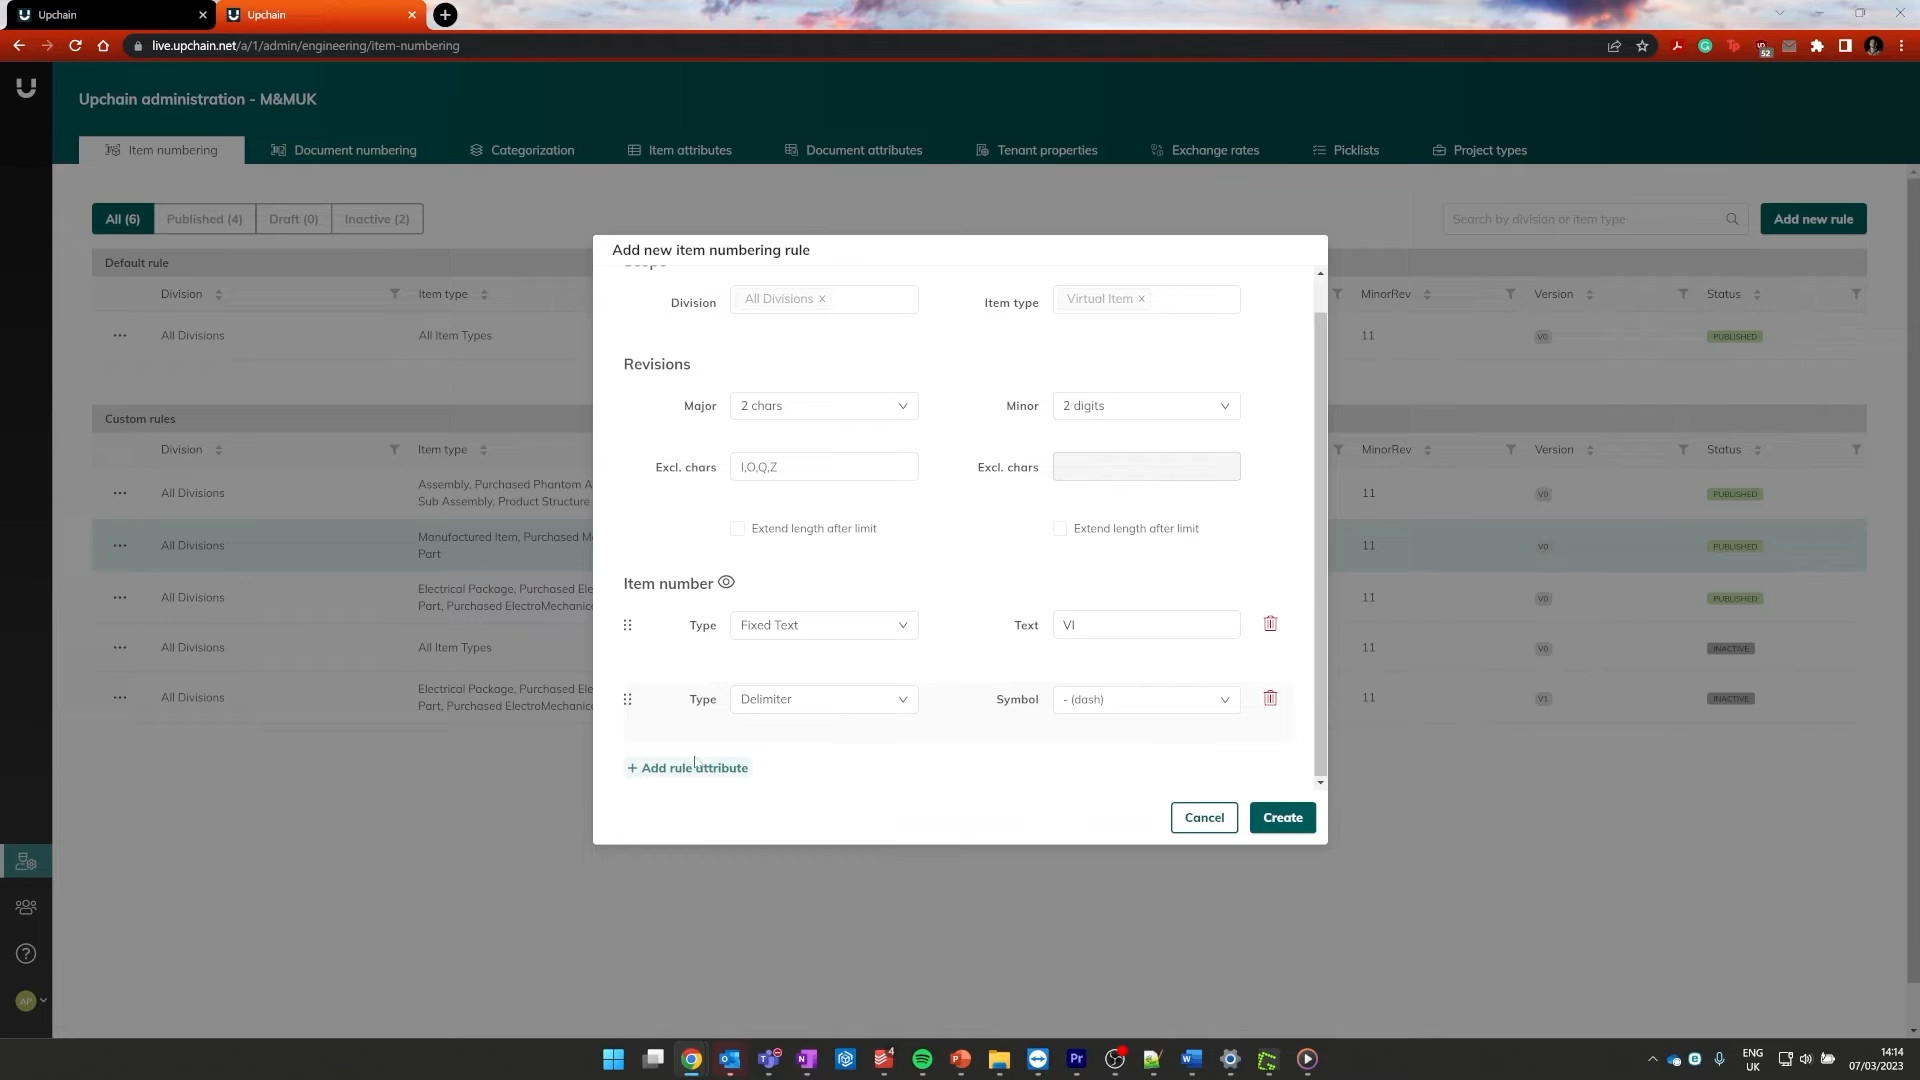 Upchain
Upchain
live.upchain.net/a/1/admin/engineering/item-numbering
52
Upchain administration - M&MUK
Item numbering
Document numbering
Categorization
Item attributes
Document attributes
Tenant properties
Exchange rates
Picklists
Project types
All (6)
Published (4)
Draft (0)
Inactive (2)
Search by division or item type
Add new rule
Default rule
Division
Item type
MinorRev
Version
Status
All Divisions
All Item Types
11
V0
PUBLISHED
Custom rules
Division
Item type
MinorRev
Version
Status
All Divisions
Assembly, Purchased Phantom A
Sub Assembly, Product Structure
11
V0
PUBLISHED
All Divisions
Manufactured Item, Purchased M
Part
11
V0
PUBLISHED
All Divisions
Electrical Package, Purchased Ele
Part, Purchased ElectroMechanic
11
V0
PUBLISHED
All Divisions
All Item Types
11
V0
INACTIVE
All Divisions
Electrical Package, Purchased Ele
Part, Purchased ElectroMechanic
11
V1
INACTIVE
Add new item numbering rule
Scope
Division
All Divisions ×
Item type
Virtual Item ×
Revisions
Major
2 chars
Minor
2 digits
Excl. chars
I,O,Q,Z
Excl. chars
Extend length after limit
Extend length after limit
Item number
Type
Fixed Text
Text
VI
Type
Delimiter
Symbol
- (dash)
+ Add rule attribute
Cancel
Create
AP
4
ENG
UK
14:14
07/03/2023